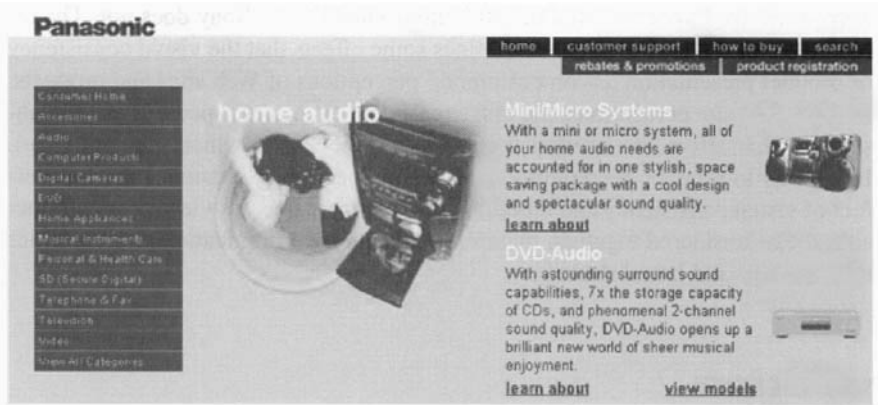 Panasonic
home customer support how to buy search
rebates & promotions product registration
Consumer Home
Accessories
Audio
Computer Products
Digital Cameras
DVD
Home Appliances
Musical Instruments
Personal & Health Care
SD (Secure Digital)
Telephone & Fax
Television
Video
View All Categories
home audio
Mini/Micro Systems
With a mini or micro system, all of
your home audio needs are
accounted for in one stylish, space
saving package with a cool design
and spectacular sound quality.
learn about
DVD-Audio
With astounding surround sound
capabilities, 7x the storage capacity
of CDs, and phenomenal 2-channel
sound quality, DVD-Audio opens up a
brilliant new world of sheer musical
enjoyment.
learn about view models